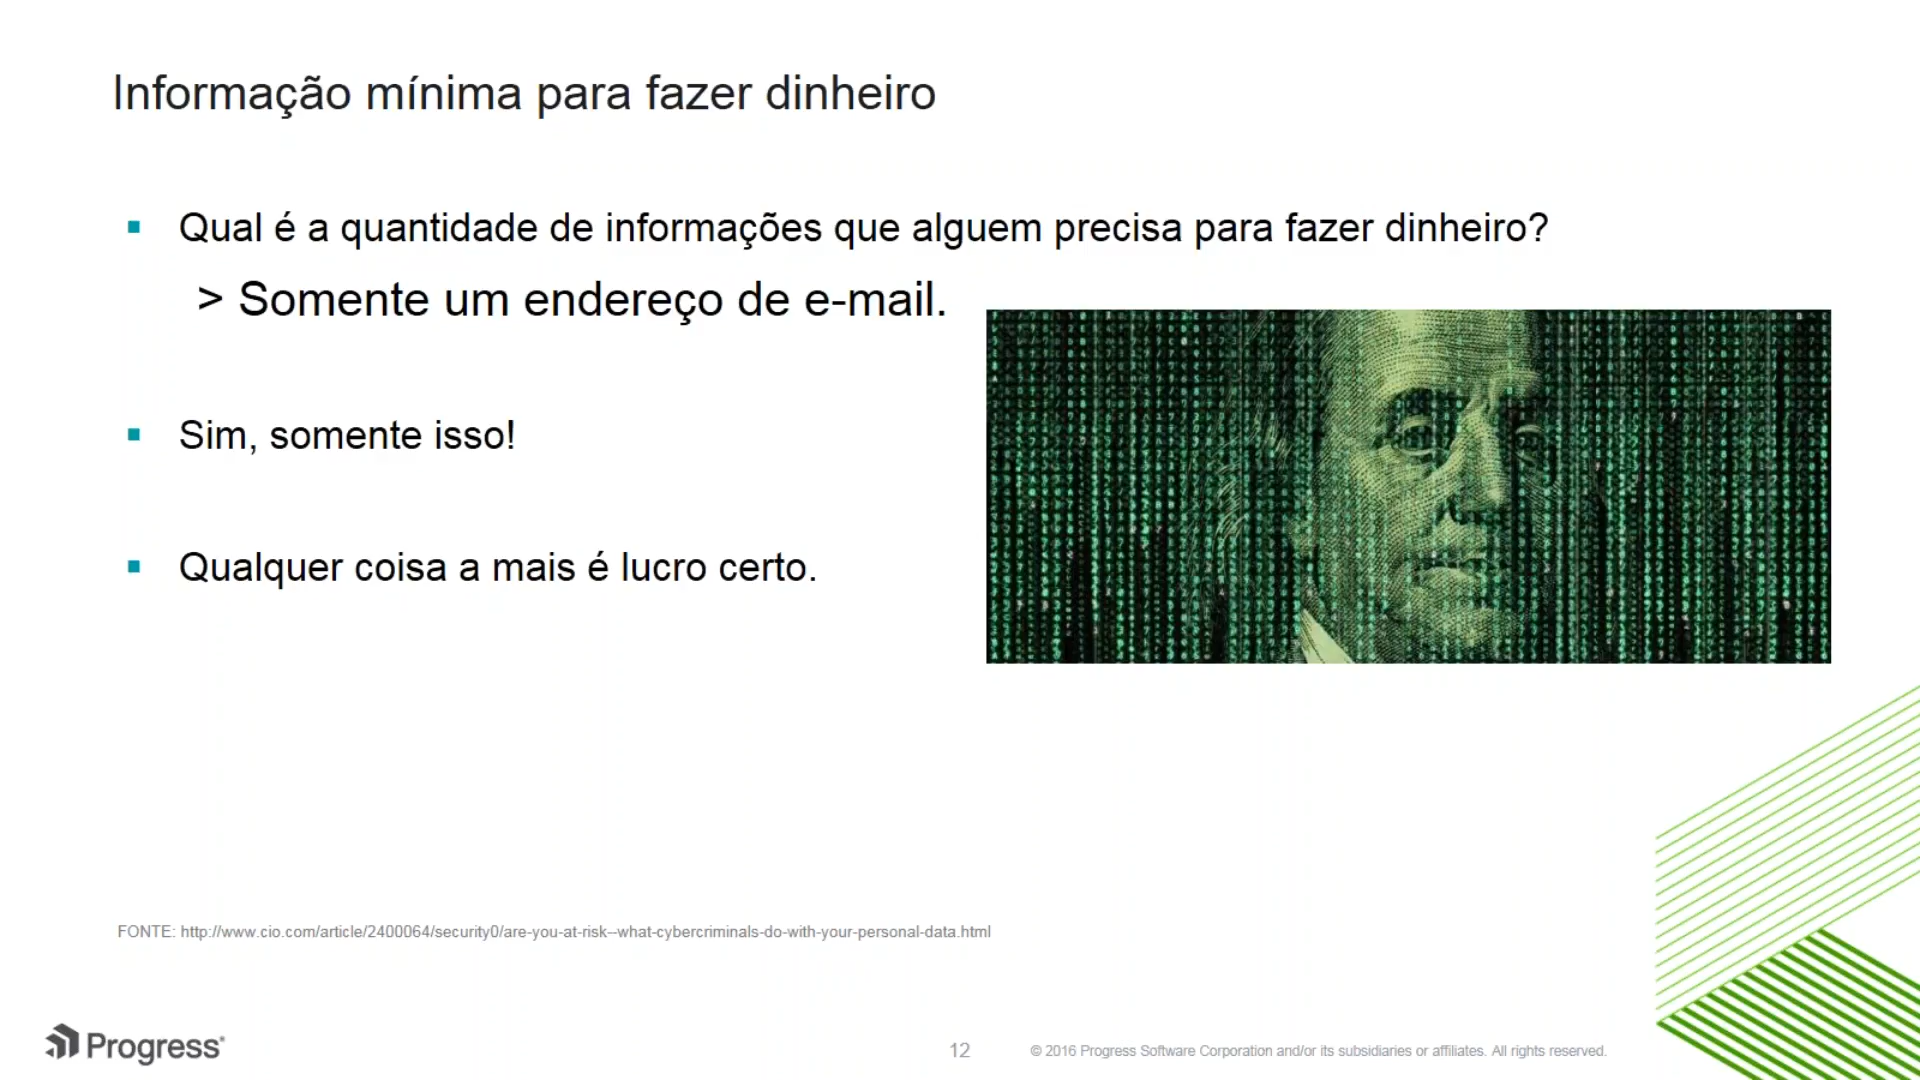 Informação mínima para fazer dinheiro
Qual é a quantidade de informações que alguem precisa para fazer dinheiro?
> Somente um endereço de e-mail.
Sim, somente isso!
Qualquer coisa a mais é lucro certo.
FONTE: http://www.cio.com/article/2400064/security0/are-you-at-risk--what-cybercriminals-do-with-your-personal-data.html
Progress
12
© 2016 Progress Software Corporation and/or its subsidiaries or affiliates. All rights reserved.